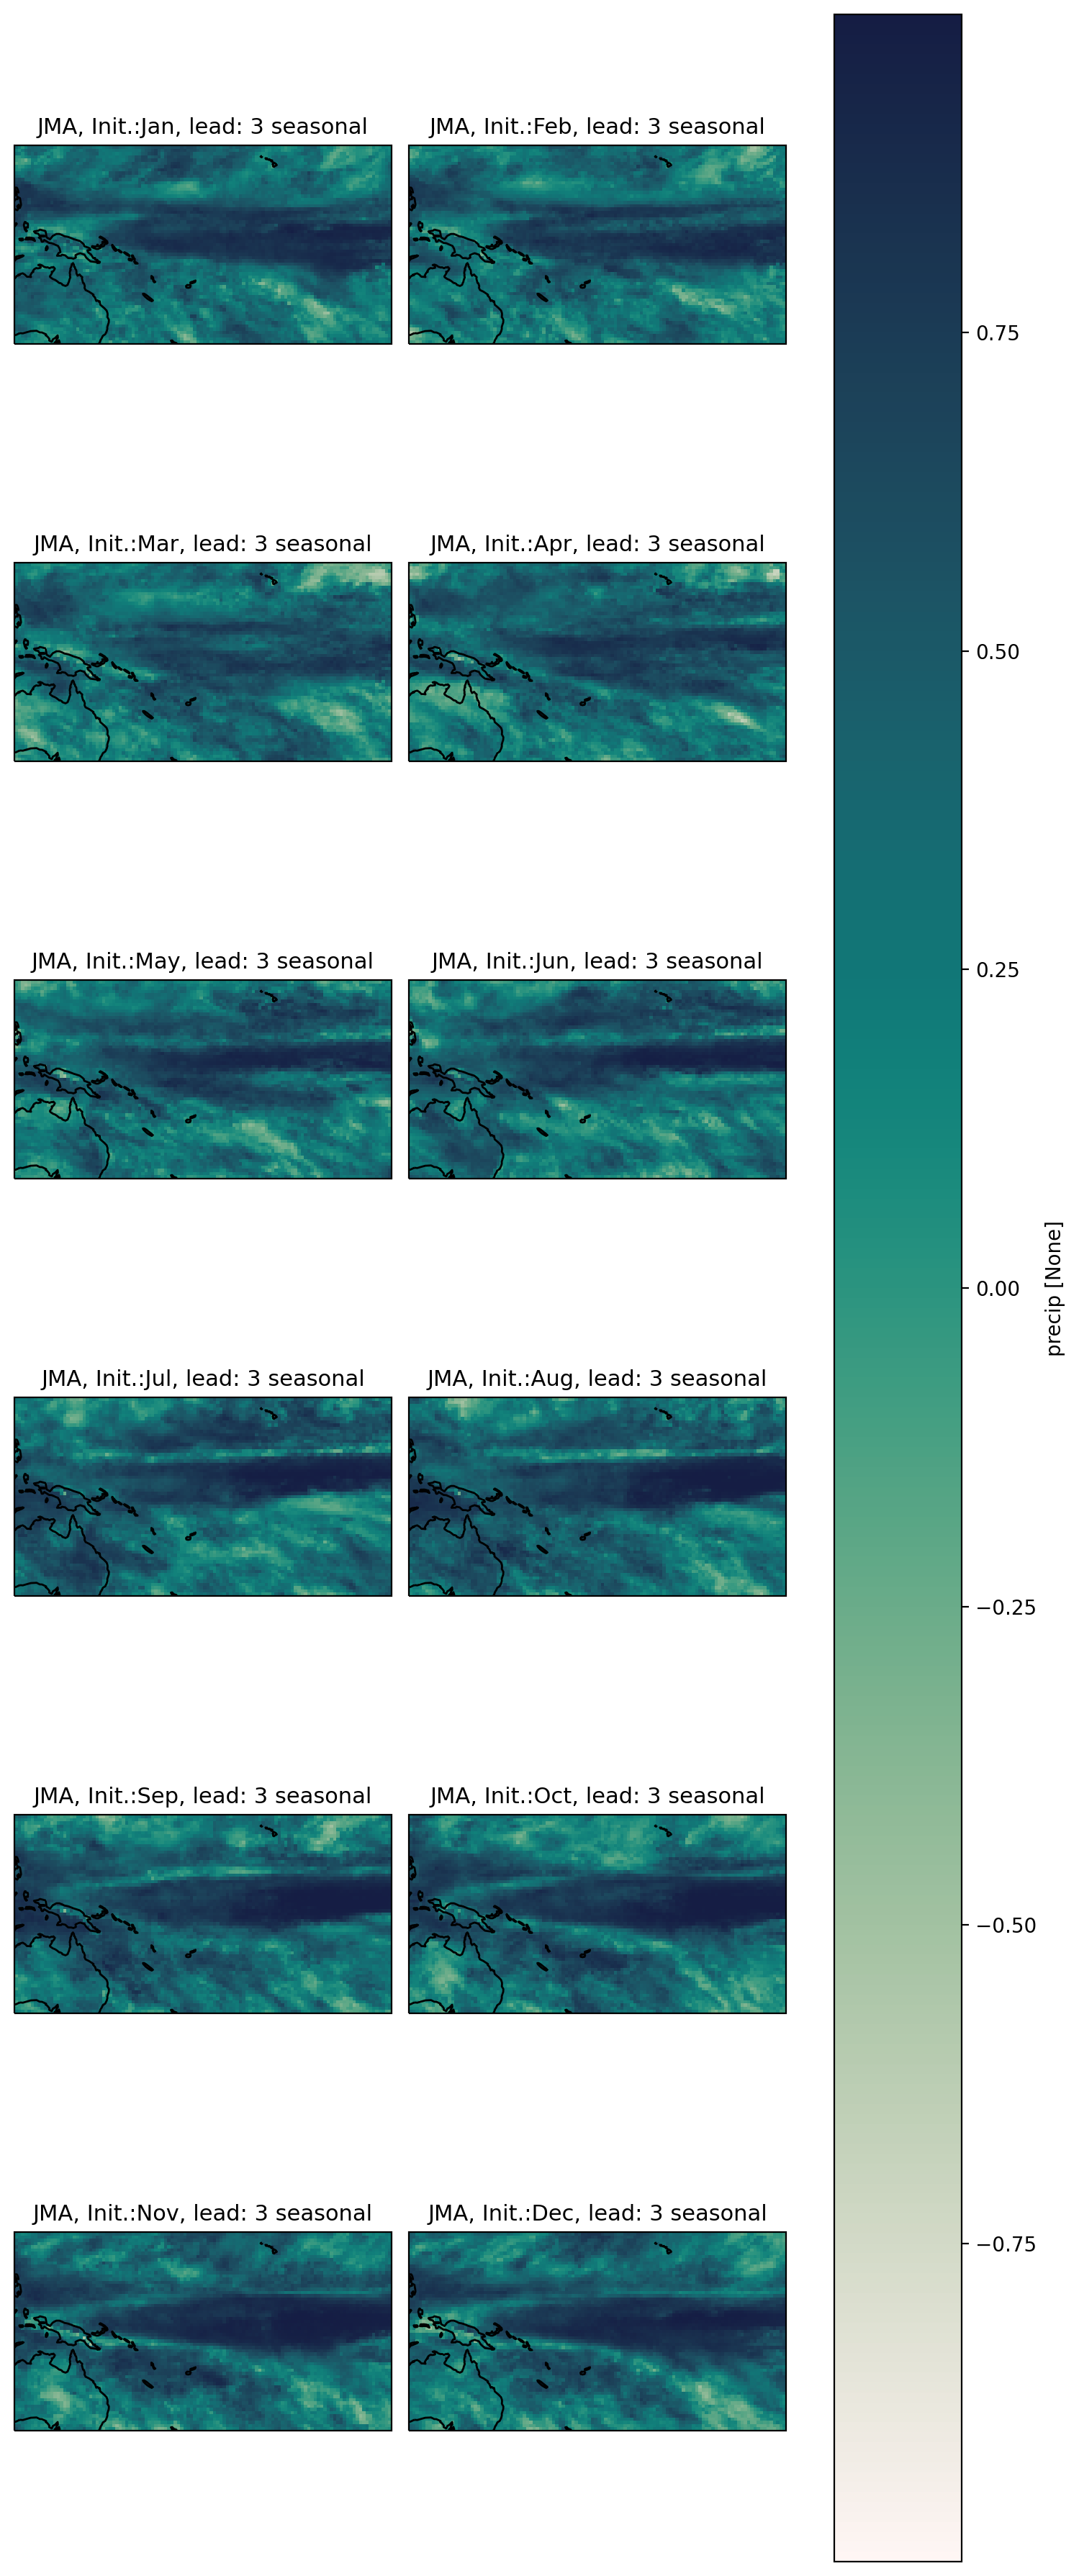 JMA, Init.:Jan, lead: 3 seasonal
JMA, Init.:Feb, lead: 3 seasonal
JMA, Init.:Mar, lead: 3 seasonal
JMA, Init.:Apr, lead: 3 seasonal
JMA, Init.:May, lead: 3 seasonal
JMA, Init.:Jun, lead: 3 seasonal
JMA, Init.:Jul, lead: 3 seasonal
JMA, Init.:Aug, lead: 3 seasonal
JMA, Init.:Sep, lead: 3 seasonal
JMA, Init.:Oct, lead: 3 seasonal
JMA, Init.:Nov, lead: 3 seasonal
JMA, Init.:Dec, lead: 3 seasonal
0.75
0.50
0.25
0.00
−0.25
−0.50
−0.75
precip [None]